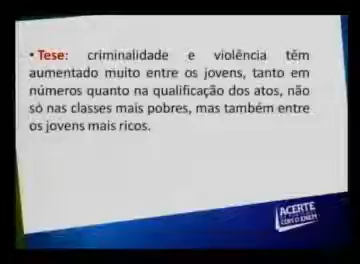 • Tese: criminalidade e violência têm
aumentado muito entre os jovens, tanto em
números quanto na qualificação dos atos, não
só nas classes mais pobres, mas também entre
os jovens mais ricos.
ACERTE
COM O ENEM